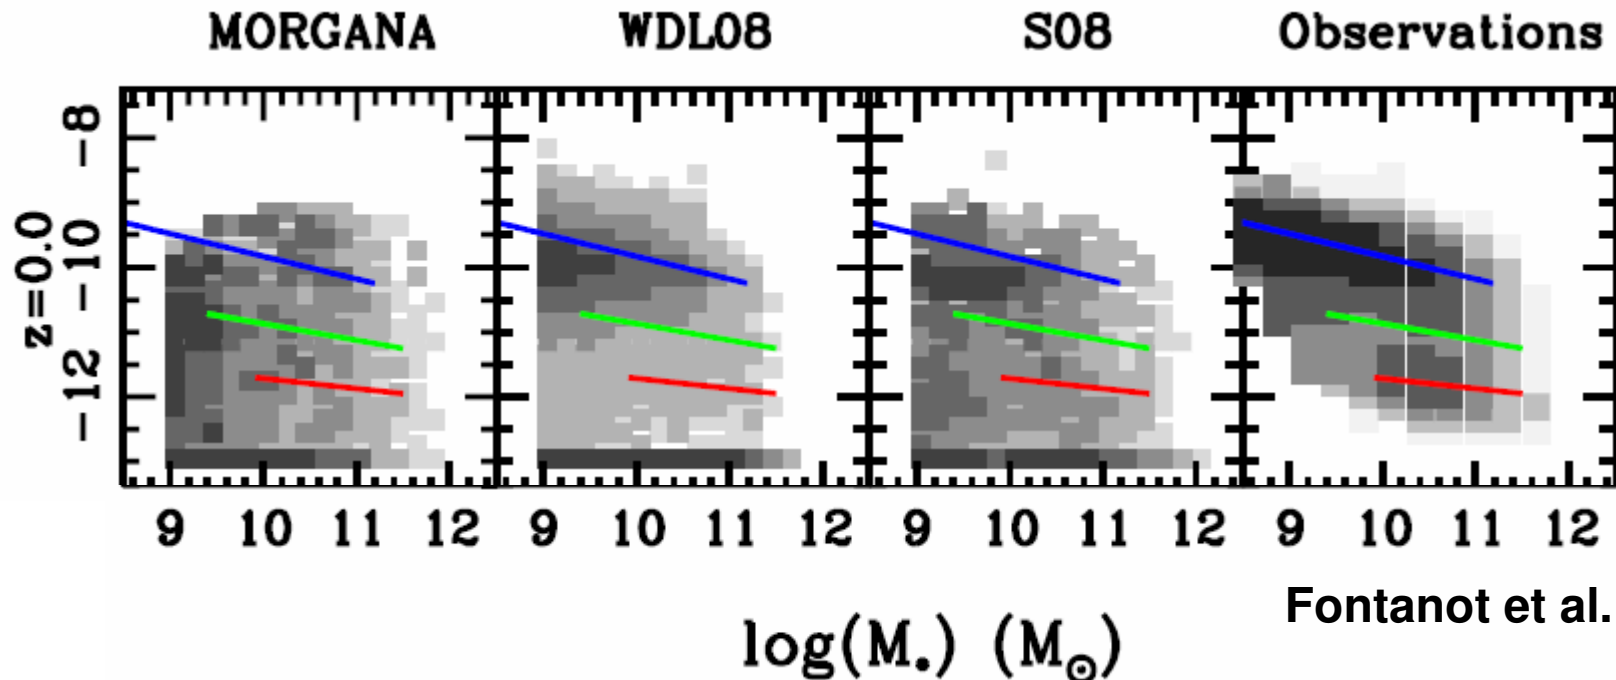 MORGANA WDL08 S08 Observations
z=0.0
−8
−10
−12
9 10 11 12 9 10 11 12 9 10 11 12 9 10 11 12
Fontanot et al.
log(M⋆) (M⊙)